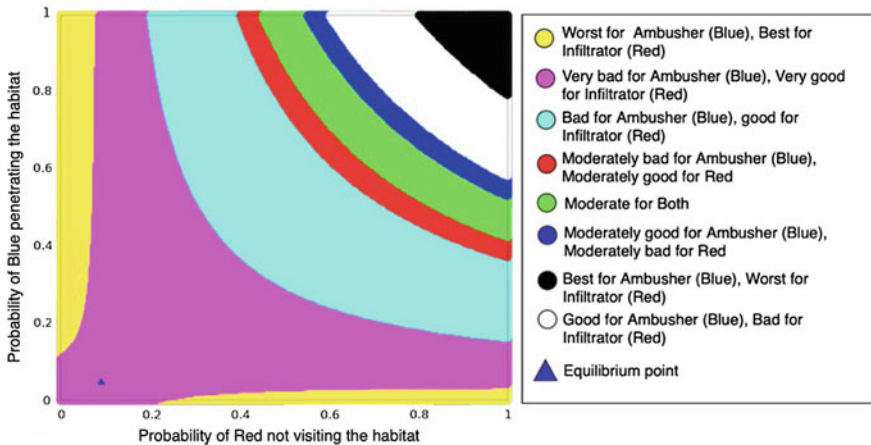 Probability of Blue penetrating the habitat
1
0.8
0.6
0.4
0.2
0
0
0.2
0.4
0.6
0.8
1
Probability of Red not visiting the habitat
Worst for Ambusher (Blue), Best for
Infiltrator (Red)
Very bad for Ambusher (Blue), Very good
for Infiltrator (Red)
Bad for Ambusher (Blue), good for
Infiltrator (Red)
Moderately bad for Ambusher (Blue),
Moderately good for Red
Moderate for Both
Moderately good for Ambusher (Blue),
Moderately bad for Red
Best for Ambusher (Blue), Worst for
Infiltrator (Red)
Good for Ambusher (Blue), Bad for
Infiltrator (Red)
Equilibrium point